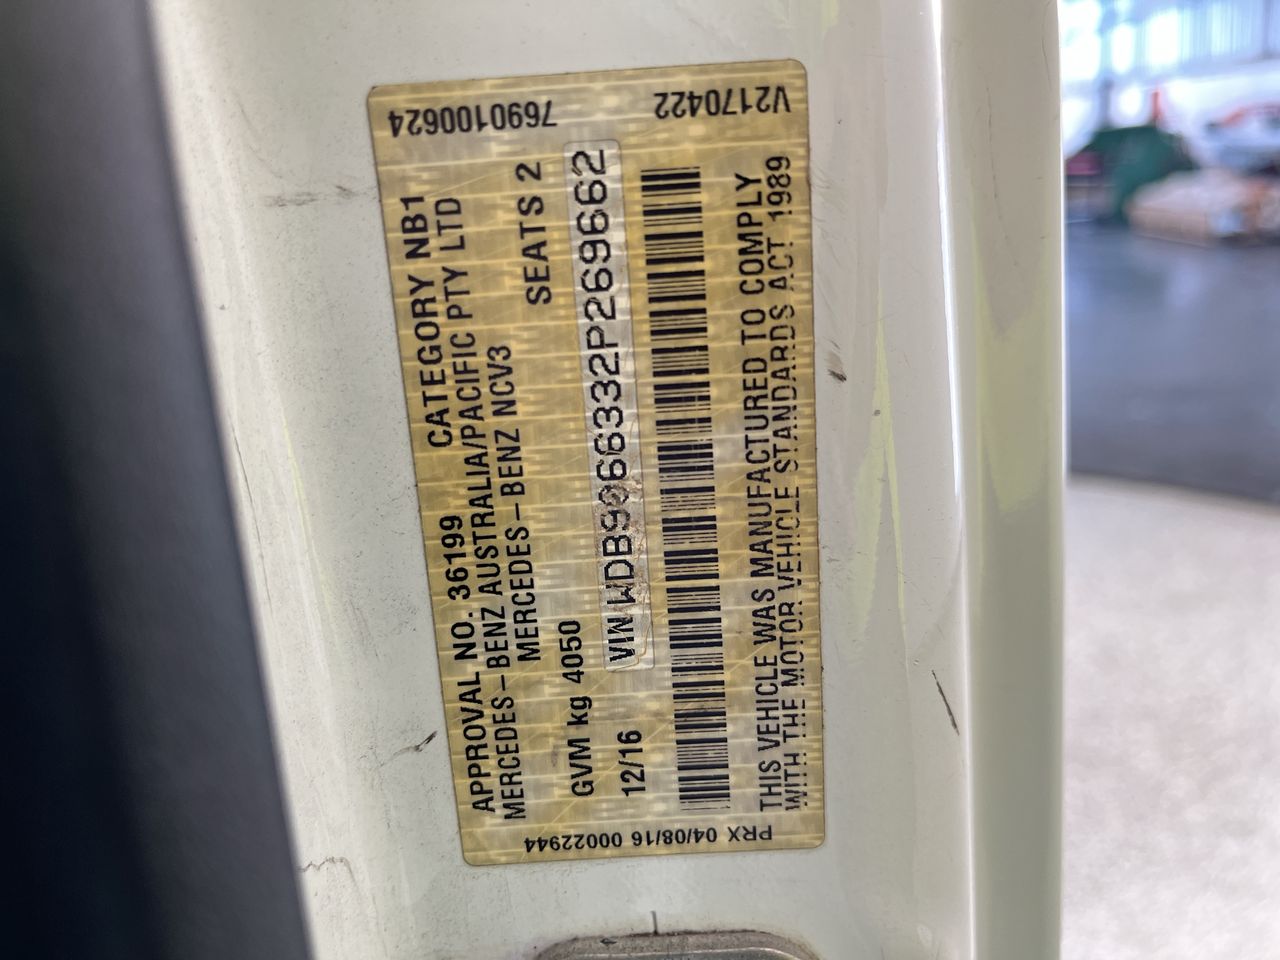 APPROVAL NO. 36199 CATEGORY NB1
MERCEDES-BENZ AUSTRALIA/PACIFIC PTY LTD
MERCEDES-BENZ NCV3
GVM kg 4050 SEATS 2
12/16 VIN WDB9066332P269662
THIS VEHICLE WAS MANUFACTURED TO COMPLY
WITH THE MOTOR VEHICLE STANDARDS ACT 1989
7690100624 V2170422
PRX 04/08/16 00022944